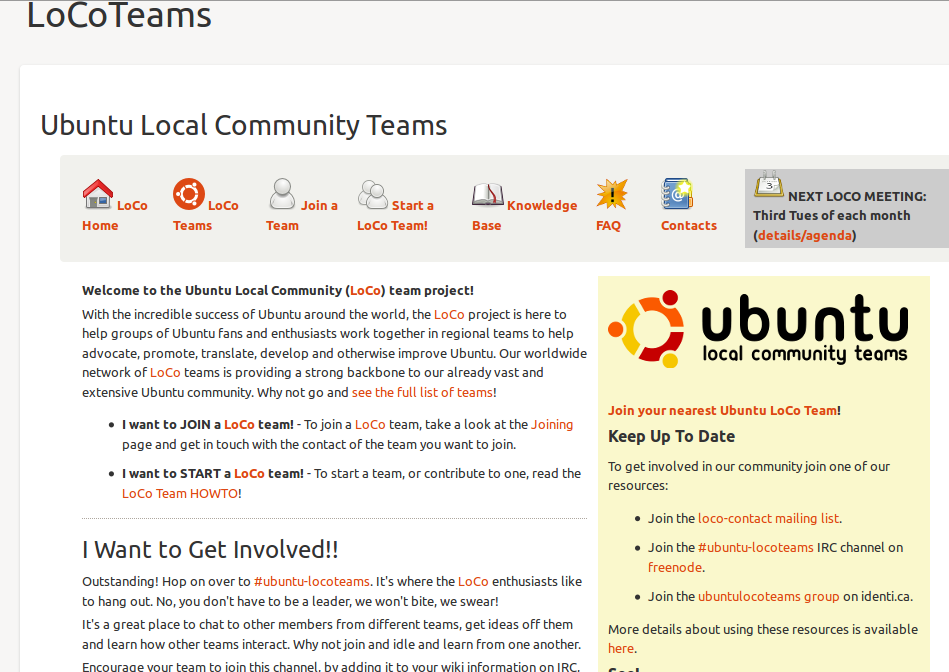 LoCoTeams
Ubuntu Local Community Teams
LoCo Home
LoCo Teams
Join a Team
Start a LoCo Team!
Knowledge Base
FAQ
Contacts
3
NEXT LOCO MEETING:
Third Tues of each month
(details/agenda)
Welcome to the Ubuntu Local Community (LoCo) team project!
With the incredible success of Ubuntu around the world, the LoCo project is here to
help groups of Ubuntu fans and enthusiasts work together in regional teams to help
advocate, promote, translate, develop and otherwise improve Ubuntu. Our worldwide
network of LoCo teams is providing a strong backbone to our already vast and
extensive Ubuntu community. Why not go and see the full list of teams!
• I want to JOIN a LoCo team! - To join a LoCo team, take a look at the Joining
page and get in touch with the contact of the team you want to join.
• I want to START a LoCo team! - To start a team, or contribute to one, read the
LoCo Team HOWTO!
I Want to Get Involved!!
Outstanding! Hop on over to #ubuntu-locoteams. It's where the LoCo enthusiasts like
to hang out. No, you don't have to be a leader, we won't bite, we swear!
It's a great place to chat to other members from different teams, get ideas off them
and learn how other teams interact. Why not join and idle and learn from one another.
Encourage your team to join this channel, by adding it to your wiki information on IRC,
ubuntu
local community teams
Join your nearest Ubuntu LoCo Team!
Keep Up To Date
To get involved in our community join one of our
resources:
• Join the loco-contact mailing list.
• Join the #ubuntu-locoteams IRC channel on
freenode.
• Join the ubuntulocoteams group on identi.ca.
More details about using these resources is available
here.